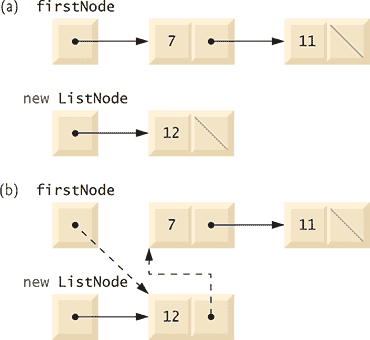 (a) firstNode
7 11
new ListNode
12
(b) firstNode
7 11
new ListNode
12